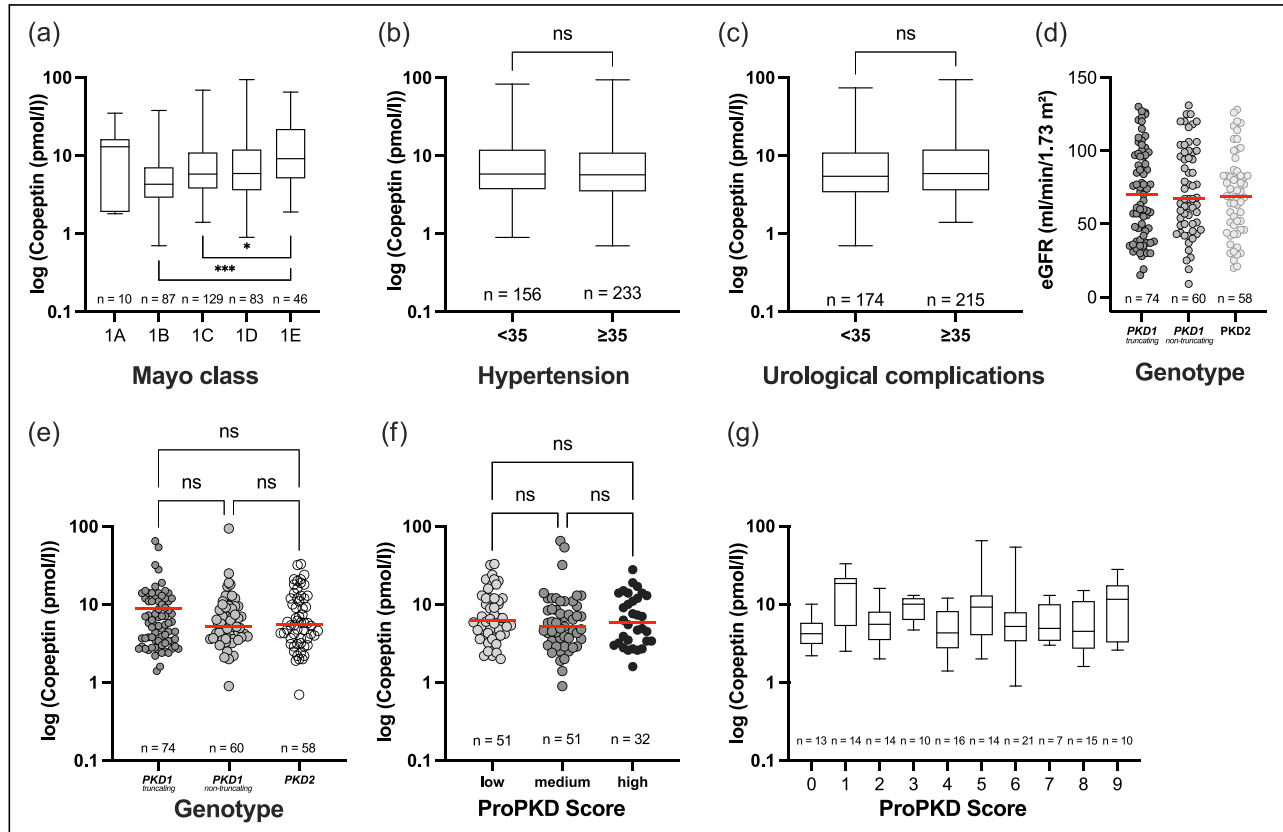 (a)
log (Copeptin (pmol/l))
100
10
1
0.1
*
***
n = 10 n = 87 n = 129 n = 83 n = 46
1A 1B 1C 1D 1E
Mayo class
(b)
ns
log (Copeptin (pmol/l))
100
10
1
0.1
n = 156 n = 233
<35 ≥35
Hypertension
(c)
ns
log (Copeptin (pmol/l))
100
10
1
0.1
n = 174 n = 215
<35 ≥35
Urological complications
(d)
eGFR (ml/min/1.73 m²)
150
100
50
0
n = 74 n = 60 n = 58
PKD1 PKD1 PKD2
truncating non-truncating
Genotype
(e)
ns
ns ns
log (Copeptin (pmol/l))
100
10
1
0.1
n = 74 n = 60 n = 58
PKD1 PKD1 PKD2
truncating non-truncating
Genotype
(f)
ns
ns ns
log (Copeptin (pmol/l))
100
10
1
0.1
n = 51 n = 51 n = 32
low medium high
ProPKD Score
(g)
log (Copeptin (pmol/l))
100
10
1
0.1
n = 13 n = 14 n = 14 n = 10 n = 16 n = 14 n = 21 n = 7 n = 15 n = 10
0 1 2 3 4 5 6 7 8 9
ProPKD Score